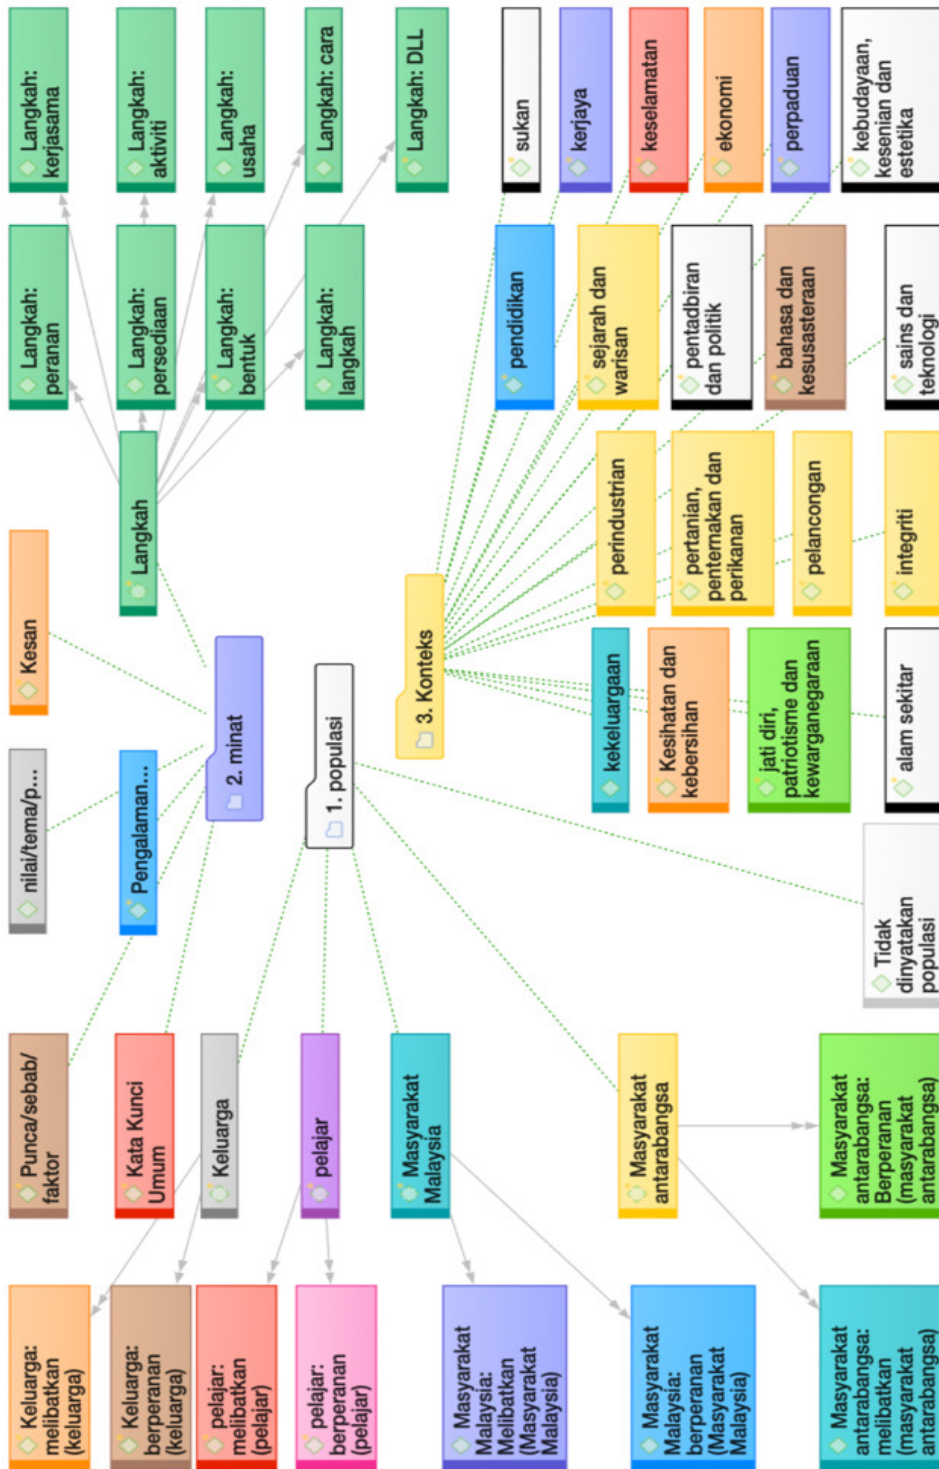 Keluarga:
melibatkan
(keluarga)
Punca/sebab/
faktor
nilai/tema/p...
Kesan
Langkah:
peranan
Langkah:
kerjasama
Keluarga:
berperanan
(keluarga)
Kata Kunci
Umum
Pengalaman...
Langkah
Langkah:
persediaan
Langkah:
aktiviti
pelajar:
melibatkan
(pelajar)
Keluarga
2. minat
Langkah:
bentuk
Langkah:
usaha
pelajar:
berperanan
(pelajar)
pelajar
1. populasi
Langkah:
langkah
Langkah: cara
Masyarakat
Malaysia
3. Konteks
Langkah: DLL
Masyarakat
Malaysia:
Melibatkan
(Masyarakat
Malaysia)
pendidikan
sukan
kekeluargaan
perindustrian
sejarah dan
warisan
kerjaya
Masyarakat
Malaysia:
berperanan
(Masyarakat
Malaysia)
Masyarakat
antarabangsa
Kesihatan dan
kebersihan
pertanian,
penternakan dan
perikanan
pentadbiran
dan politik
keselamatan
ekonomi
jati diri,
patriotisme dan
kewarganegaraan
pelancongan
bahasa dan
kesusasteraan
perpaduan
Masyarakat
antarabangsa:
melibatkan
(masyarakat
antarabangsa)
Masyarakat
antarabangsa:
Berperanan
(masyarakat
antarabangsa)
Tidak
dinyatakan
populasi
alam sekitar
integriti
sains dan
teknologi
kebudayaan,
kesenian dan
estetika